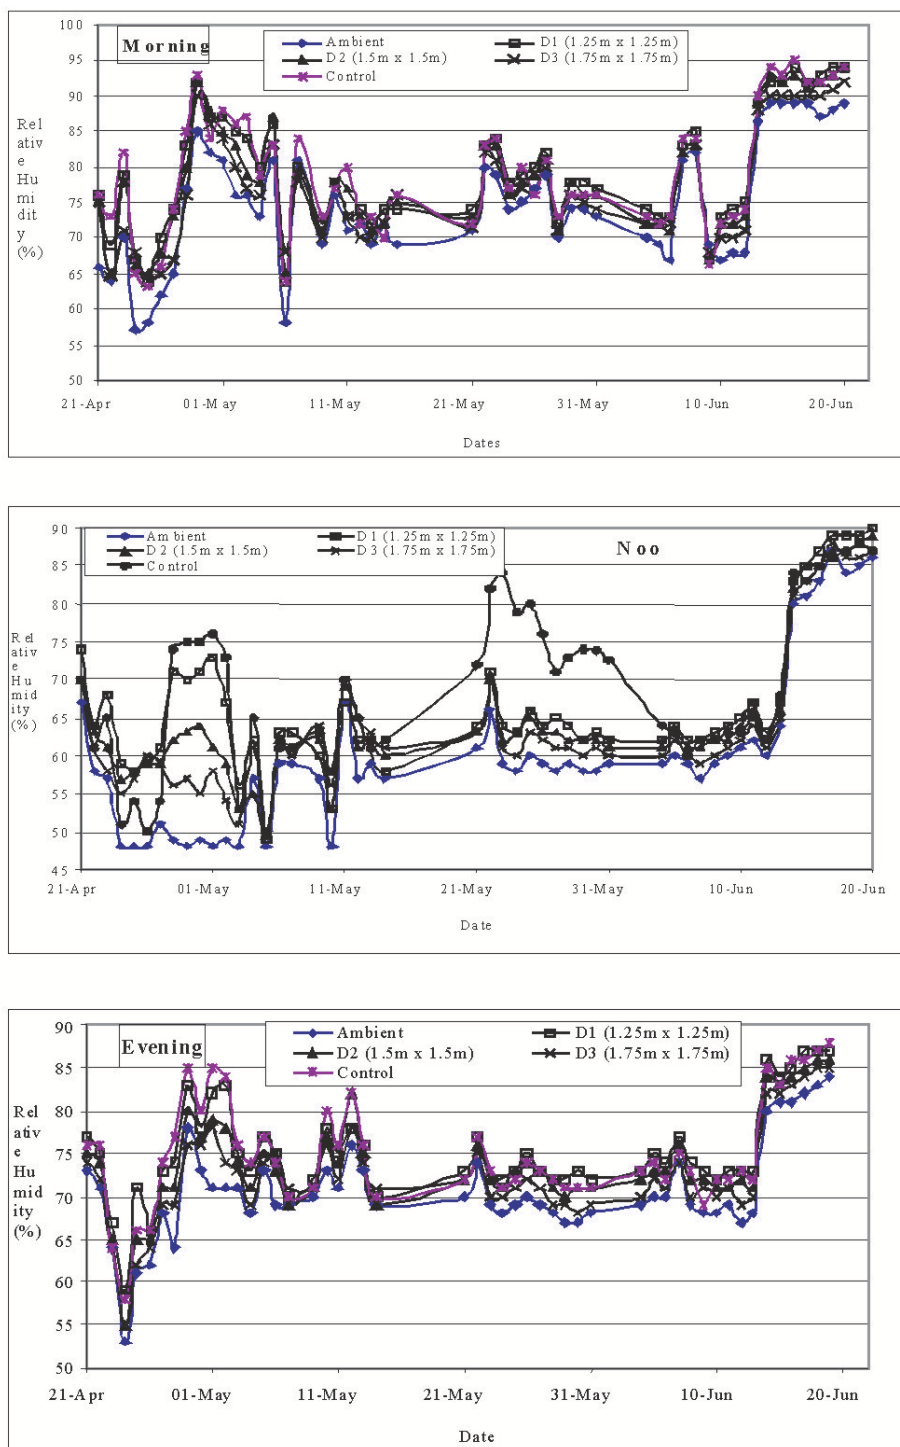 Morning
Ambient
D1 (1.25m x 1.25m)
D2 (1.5m x 1.5m)
D3 (1.75m x 1.75m)
Control
Rel
ativ
e
Hu
mi
dity
(%)
100
95
90
85
80
75
70
65
60
55
50
21-Apr
01-May
11-May
21-May
31-May
10-Jun
20-Jun
Dates
Noo
Ambient
D1 (1.25m x 1.25m)
D2 (1.5m x 1.5m)
D3 (1.75m x 1.75m)
Control
Rel
ativ
e
Hu
mid
ity
(%)
90
85
80
75
70
65
60
55
50
45
21-Apr
01-May
11-May
21-May
31-May
10-Jun
20-Jun
Date
Evening
Ambient
D1 (1.25m x 1.25m)
D2 (1.5m x 1.5m)
D3 (1.75m x 1.75m)
Control
Rel
ativ
e
Hu
mid
ity
(%)
90
85
80
75
70
65
60
55
50
21-Apr
01-May
11-May
21-May
31-May
10-Jun
20-Jun
Date